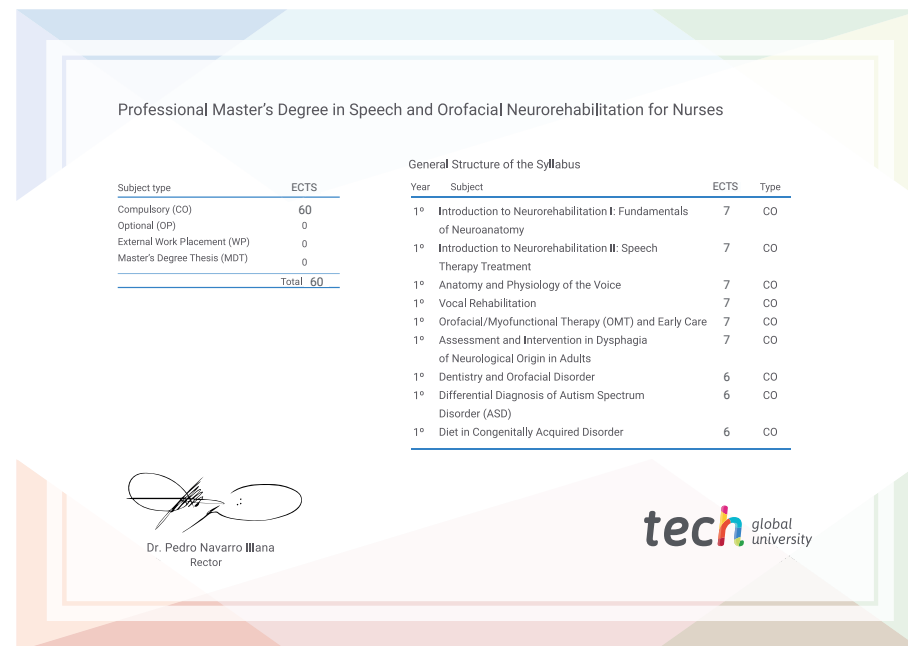 Professional Master's Degree in Speech and Orofacial Neurorehabilitation for Nurses
Subject type ECTS
Compulsory (CO) 60
Optional (OP) 0
External Work Placement (WP) 0
Master's Degree Thesis (MDT) 0
Total 60
General Structure of the Syllabus
Year Subject ECTS Type
1º Introduction to Neurorehabilitation I: Fundamentals 7 CO
of Neuroanatomy
1º Introduction to Neurorehabilitation II: Speech 7 CO
Therapy Treatment
1º Anatomy and Physiology of the Voice 7 CO
1º Vocal Rehabilitation 7 CO
1º Orofacial/Myofunctional Therapy (OMT) and Early Care 7 CO
1º Assessment and Intervention in Dysphagia 7 CO
of Neurological Origin in Adults
1º Dentistry and Orofacial Disorder 6 CO
1º Differential Diagnosis of Autism Spectrum 6 CO
Disorder (ASD)
1º Diet in Congenitally Acquired Disorder 6 CO
Dr. Pedro Navarro Illana
Rector
tech global
university